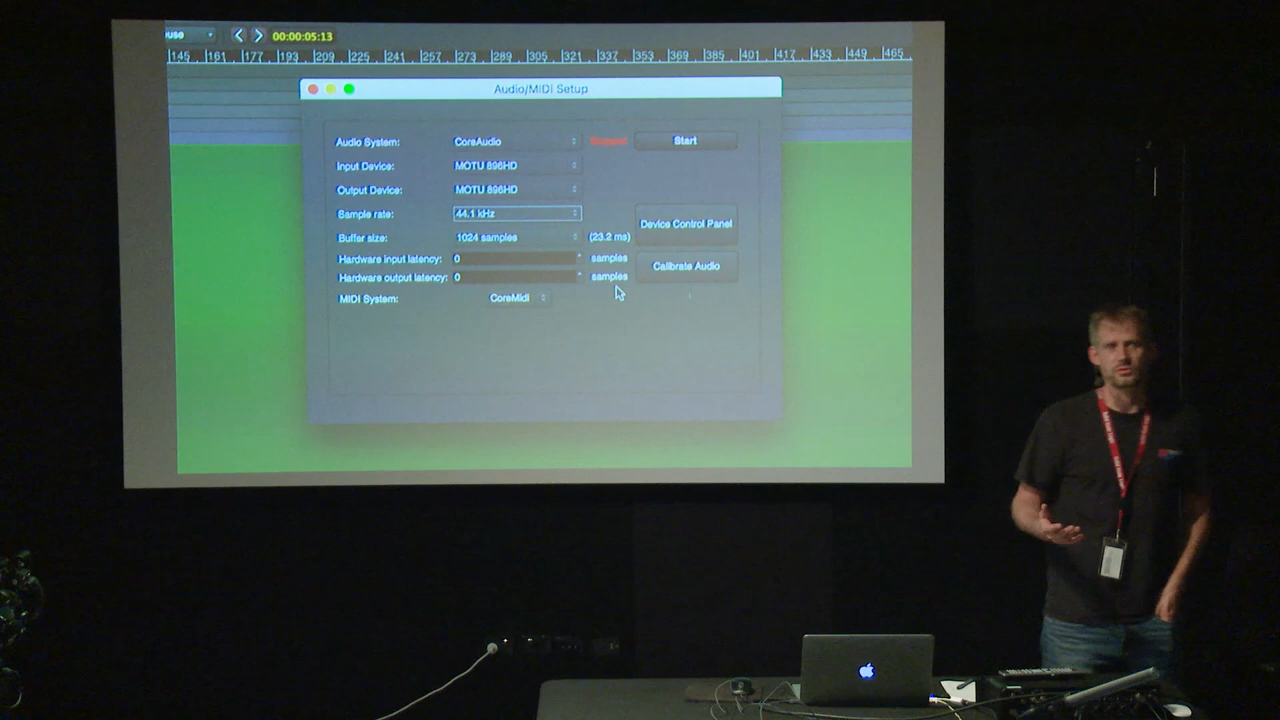 00:00:05:13
145 161 177 193 209 225 241 257 273 289 305 321 337 353 369 385 401 417 433 449 465
Audio/MIDI Setup
Audio System: CoreAudio Start
Input Device: MOTU 896HD
Output Device: MOTU 896HD
Sample rate: 44.1 kHz
Device Control Panel
Buffer size: 1024 samples (23.2 ms)
Hardware input latency: 0 samples
Calibrate Audio
Hardware output latency: 0 samples
MIDI System: CoreMidi